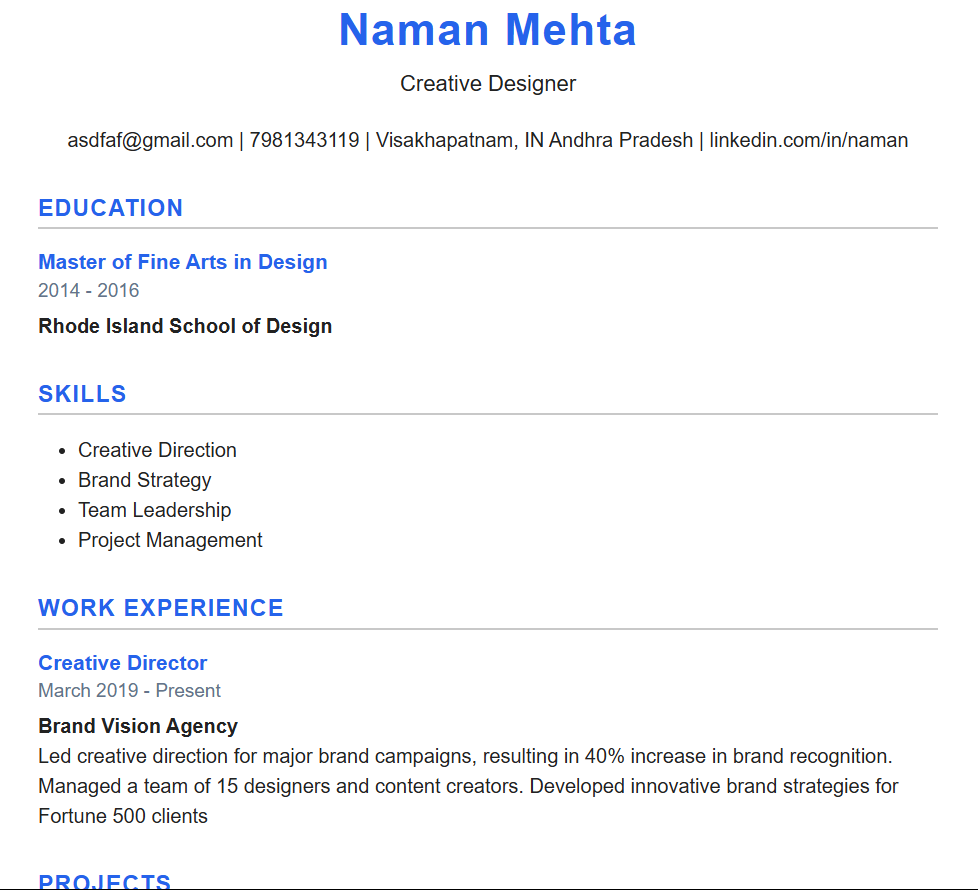 Naman Mehta
Creative Designer
asdfaf@gmail.com | 7981343119 | Visakhapatnam, IN Andhra Pradesh | linkedin.com/in/naman
EDUCATION
Master of Fine Arts in Design
2014 - 2016
Rhode Island School of Design
SKILLS
• Creative Direction
• Brand Strategy
• Team Leadership
• Project Management
WORK EXPERIENCE
Creative Director
March 2019 - Present
Brand Vision Agency
Led creative direction for major brand campaigns, resulting in 40% increase in brand recognition.
Managed a team of 15 designers and content creators. Developed innovative brand strategies for
Fortune 500 clients
PROJECTS